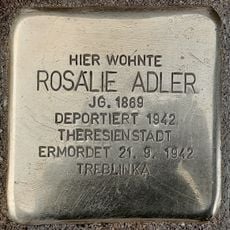 HIER WOHNTE
ROSALIE ADLER
JG. 1869
DEPORTIERT 1942
THERESIENSTADT
ERMORDET 21. 9. 1942
TREBLINKA